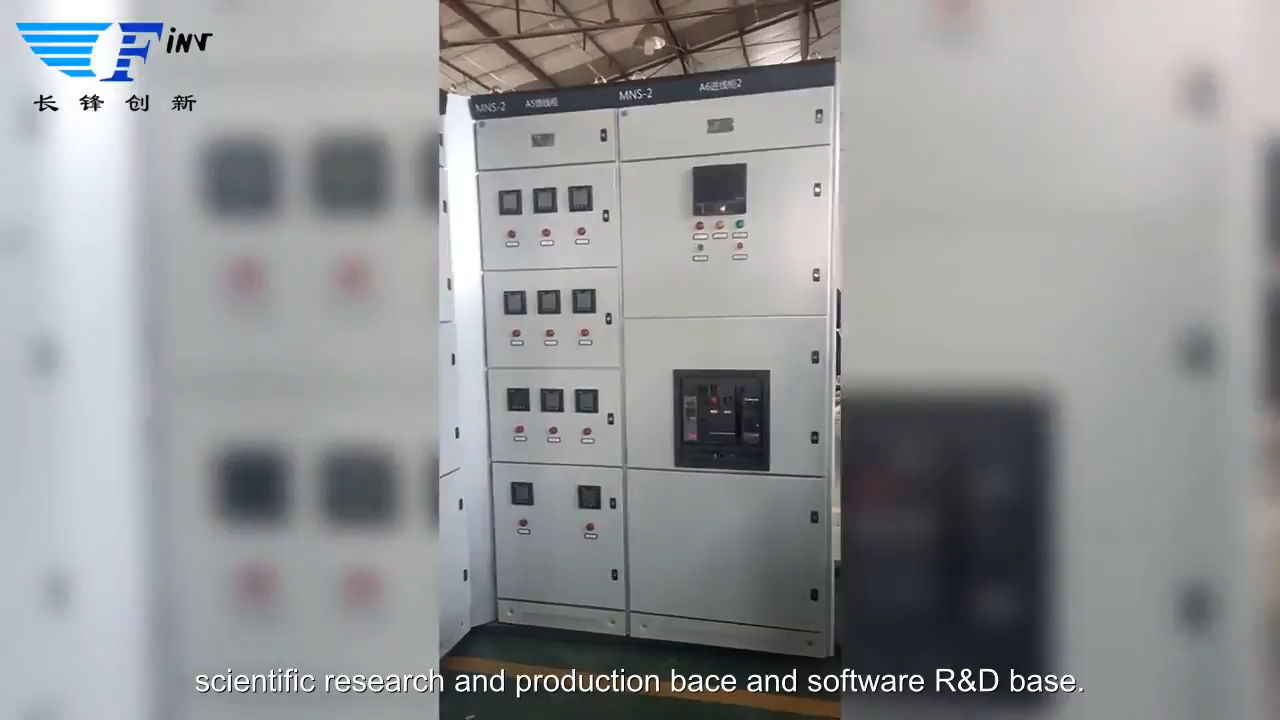 Finv
长锋创新
MNS-2 A5馈线柜 MNS-2 A6进线柜2
scientific research and production bace and software R&D base.